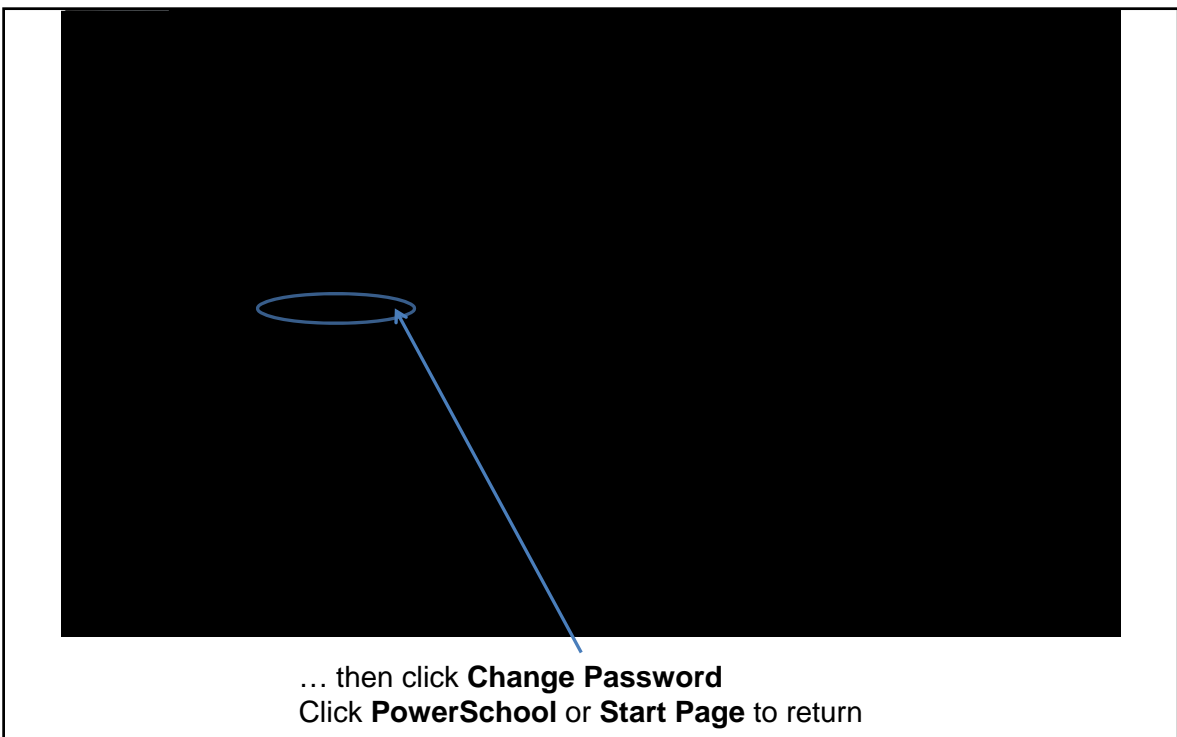 … then click Change Password
Click PowerSchool or Start Page to return